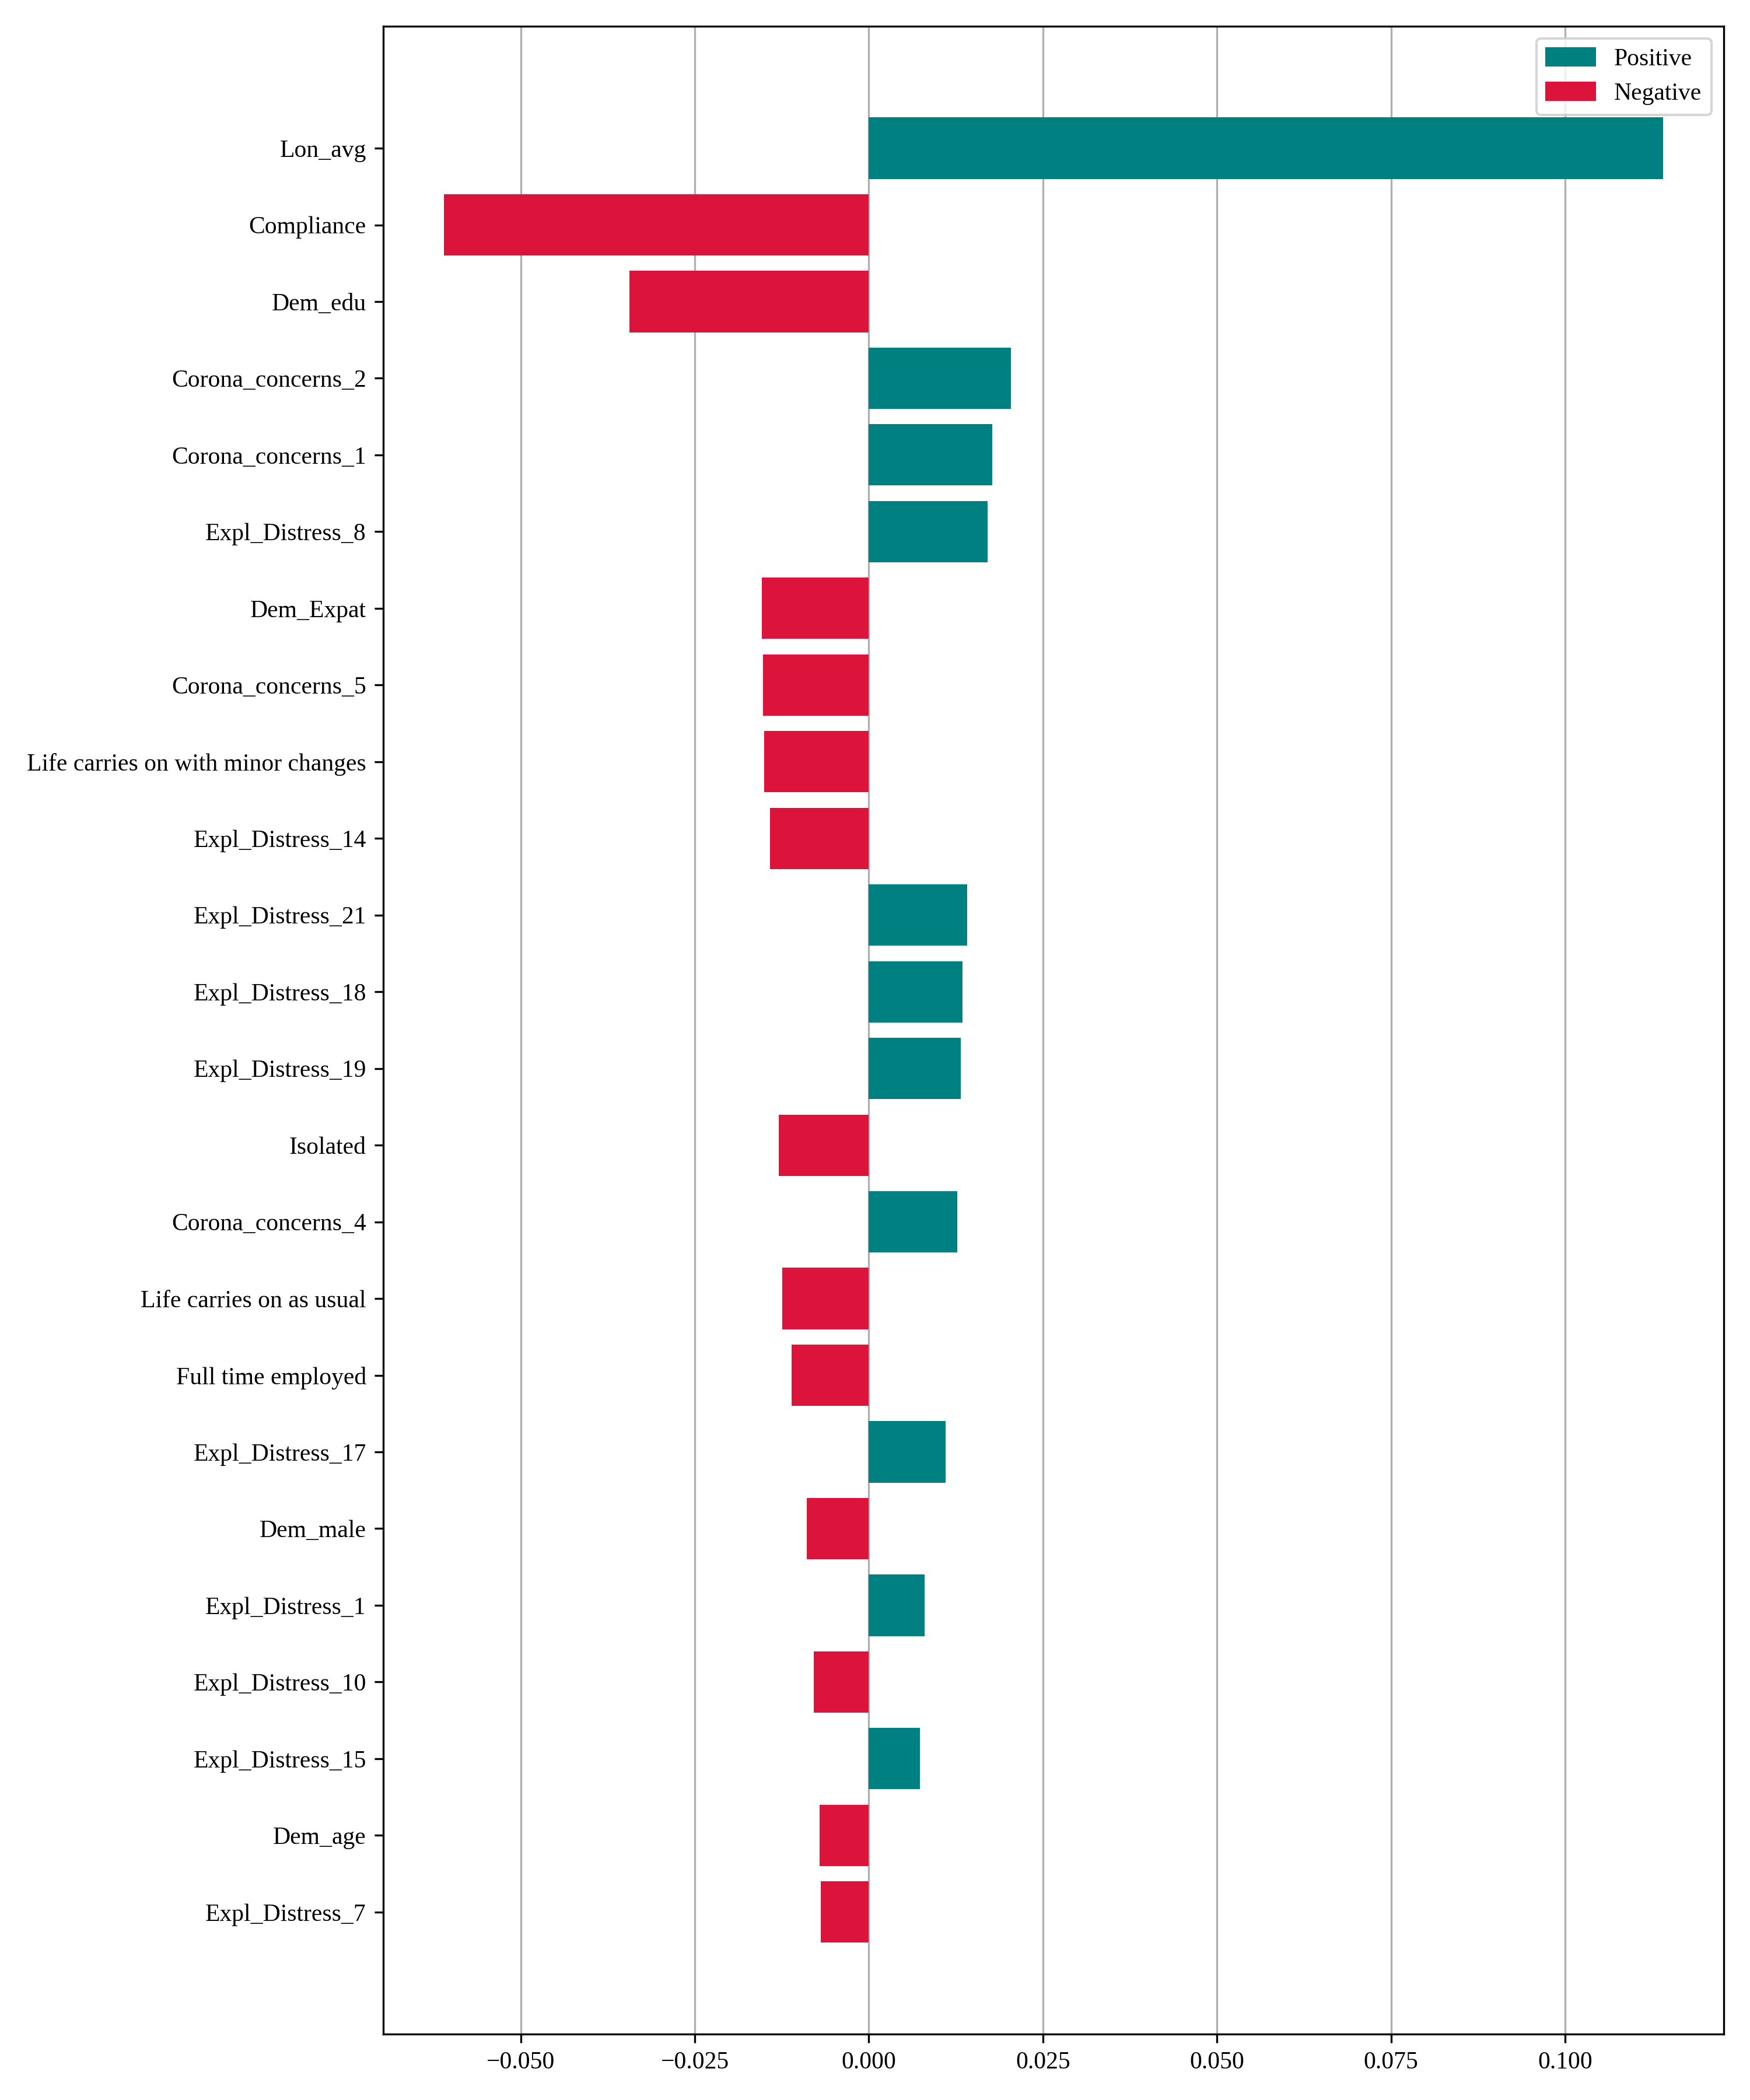 Positive
Negative
Lon_avg
Compliance
Dem_edu
Corona_concerns_2
Corona_concerns_1
Expl_Distress_8
Dem_Expat
Corona_concerns_5
Life carries on with minor changes
Expl_Distress_14
Expl_Distress_21
Expl_Distress_18
Expl_Distress_19
Isolated
Corona_concerns_4
Life carries on as usual
Full time employed
Expl_Distress_17
Dem_male
Expl_Distress_1
Expl_Distress_10
Expl_Distress_15
Dem_age
Expl_Distress_7
−0.050 −0.025 0.000 0.025 0.050 0.075 0.100